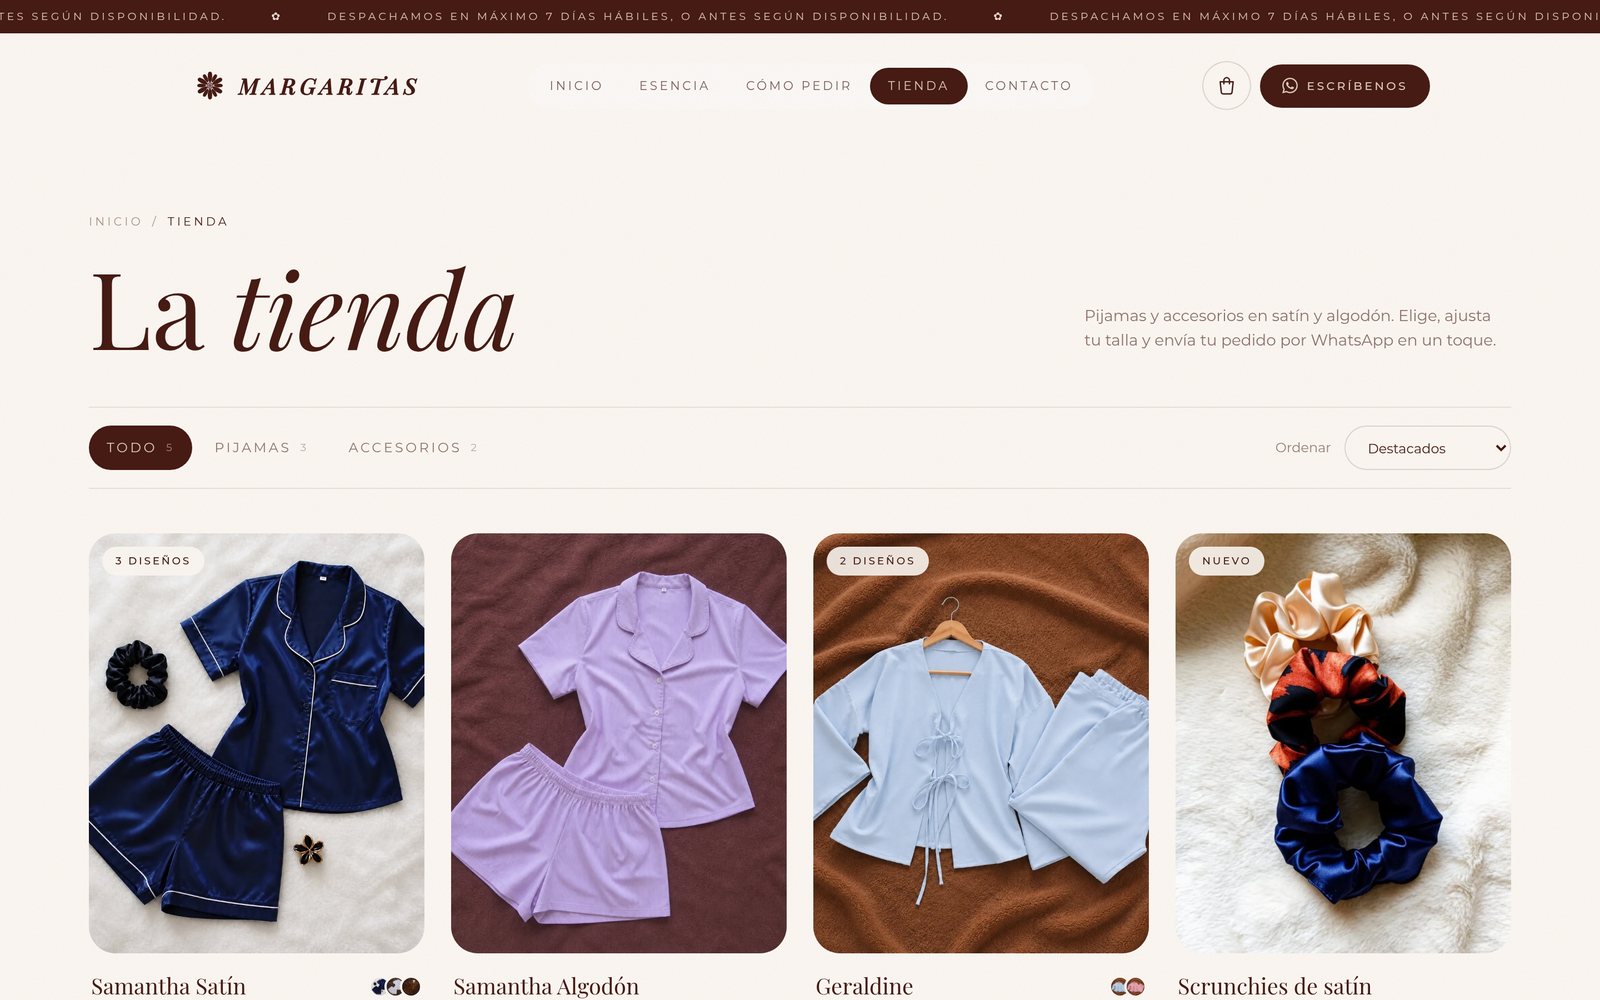 TES SEGÚN DISPONIBILIDAD. ✿ DESPACHAMOS EN MÁXIMO 7 DÍAS HÁBILES, O ANTES SEGÚN DISPONIBILIDAD. ✿ DESPACHAMOS EN MÁXIMO 7 DÍAS HÁBILES, O ANTES SEGÚN DISPONI
MARGARITAS
INICIO ESENCIA CÓMO PEDIR TIENDA CONTACTO
ESCRÍBENOS
INICIO / TIENDA
La tienda
Pijamas y accesorios en satín y algodón. Elige, ajusta
tu talla y envía tu pedido por WhatsApp en un toque.
TODO 5 PIJAMAS 3 ACCESORIOS 2
Ordenar Destacados
3 DISEÑOS
2 DISEÑOS
NUEVO
Samantha Satín
Samantha Algodón
Geraldine
Scrunchies de satín